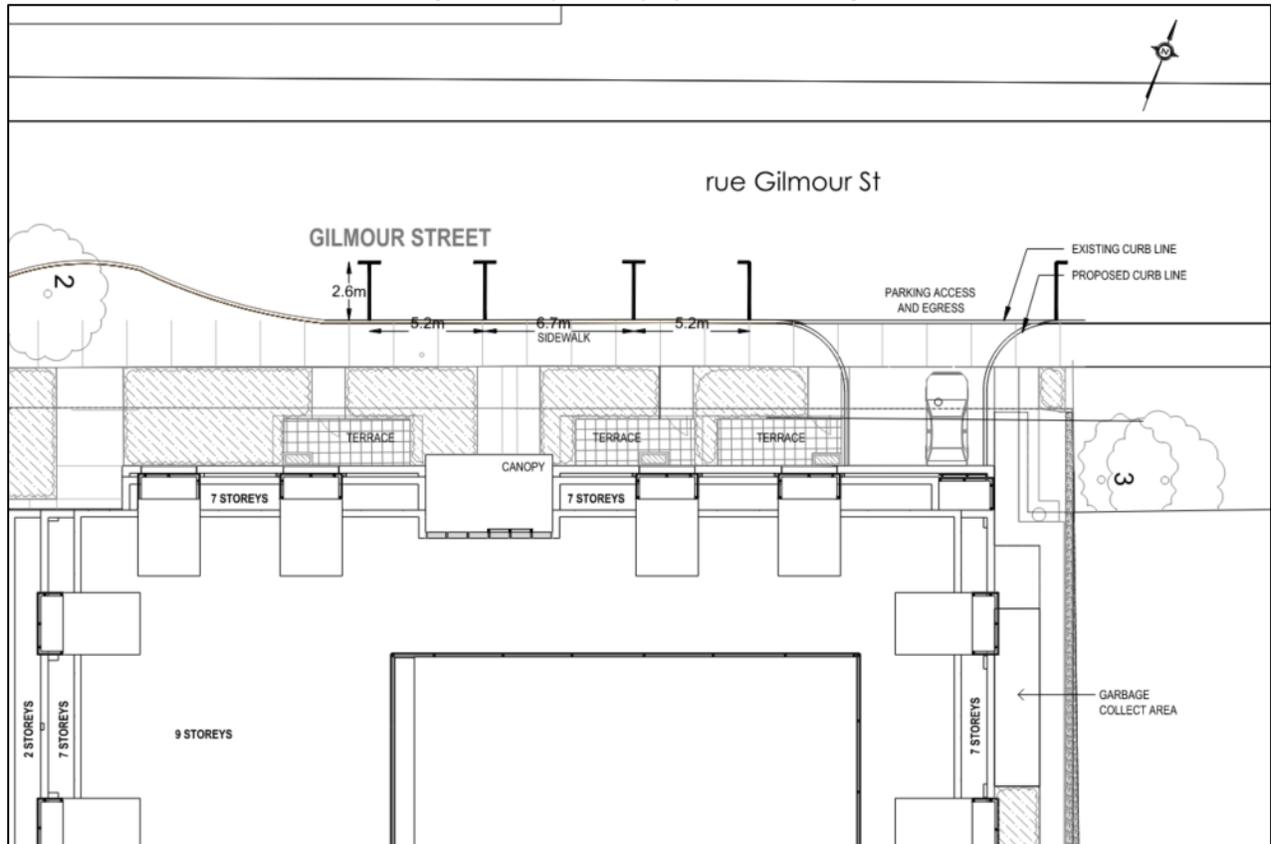 N
rue Gilmour St
GILMOUR STREET
2
2.6m
EXISTING CURB LINE
PROPOSED CURB LINE
PARKING ACCESS
AND EGRESS
5.2m
6.7m
5.2m
SIDEWALK
TERRACE
TERRACE
TERRACE
CANOPY
3
7 STOREYS
7 STOREYS
GARBAGE
COLLECT AREA
2 STOREYS
7 STOREYS
9 STOREYS
7 STOREYS